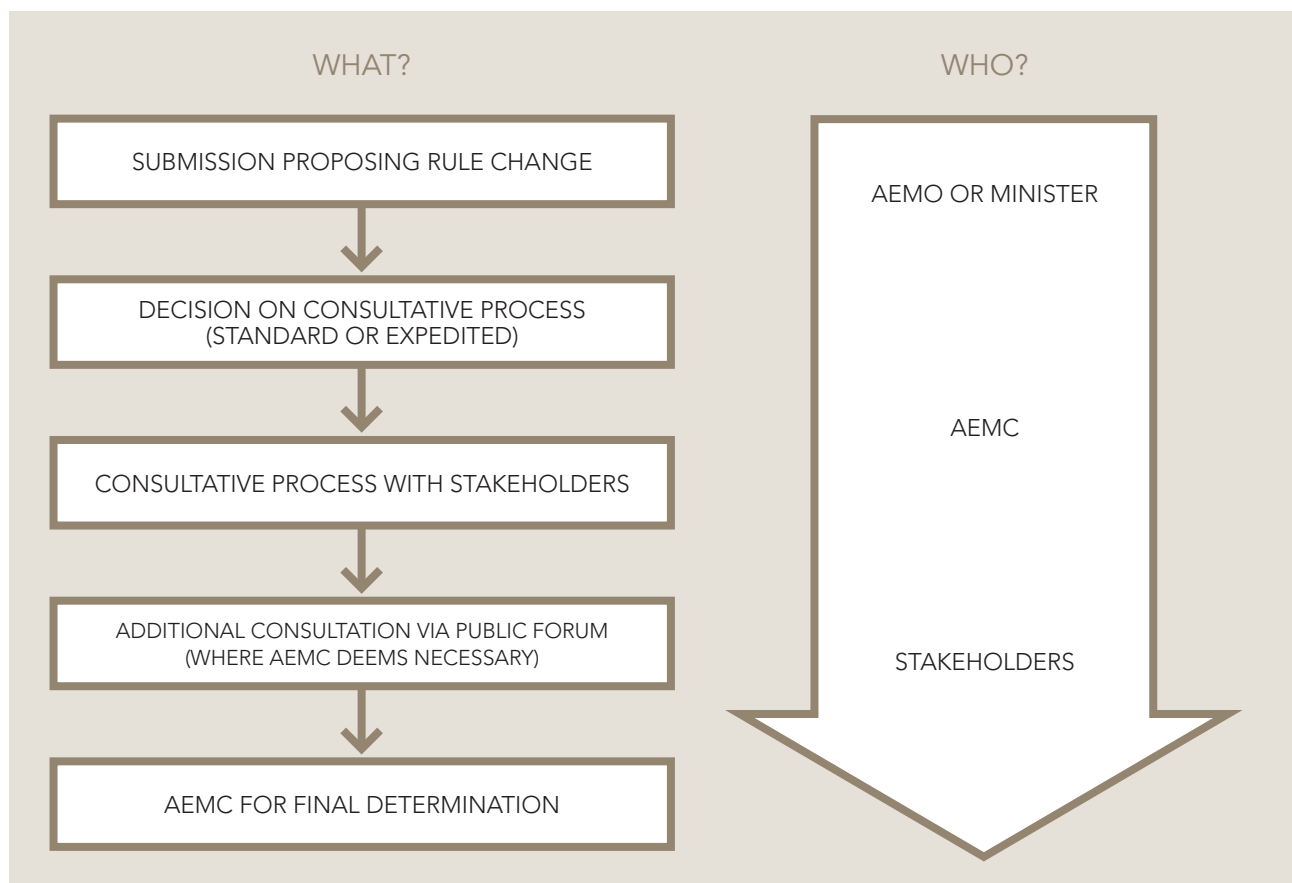 WHAT?
SUBMISSION PROPOSING RULE CHANGE
DECISION ON CONSULTATIVE PROCESS
(STANDARD OR EXPEDITED)
CONSULTATIVE PROCESS WITH STAKEHOLDERS
ADDITIONAL CONSULTATION VIA PUBLIC FORUM
(WHERE AEMC DEEMS NECESSARY)
AEMC FOR FINAL DETERMINATION
WHO?
AEMO OR MINISTER
AEMC
STAKEHOLDERS